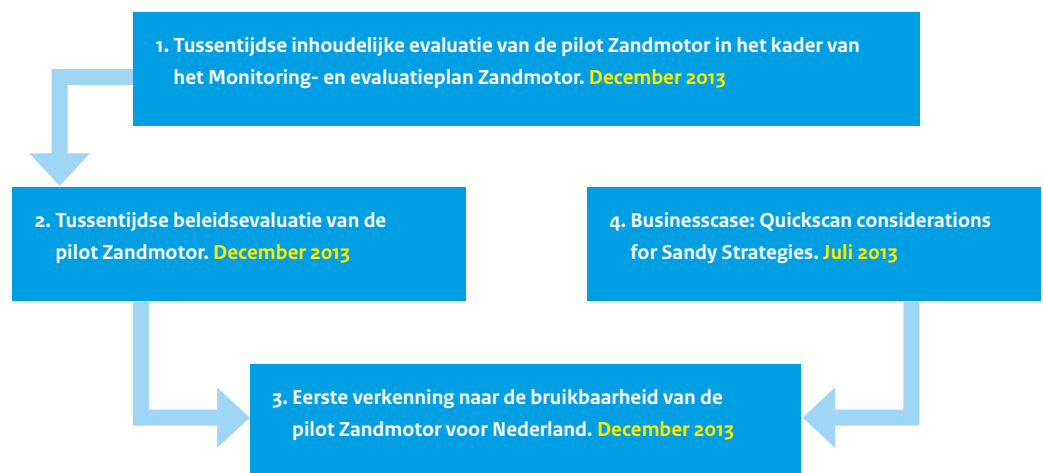 1. Tussentijdse inhoudelijke evaluatie van de pilot Zandmotor in het kader van
het Monitoring- en evaluatieplan Zandmotor. December 2013
2. Tussentijdse beleidsevaluatie van de
pilot Zandmotor. December 2013
4. Businesscase: Quickscan considerations
for Sandy Strategies. Juli 2013
3. Eerste verkenning naar de bruikbaarheid van de
pilot Zandmotor voor Nederland. December 2013